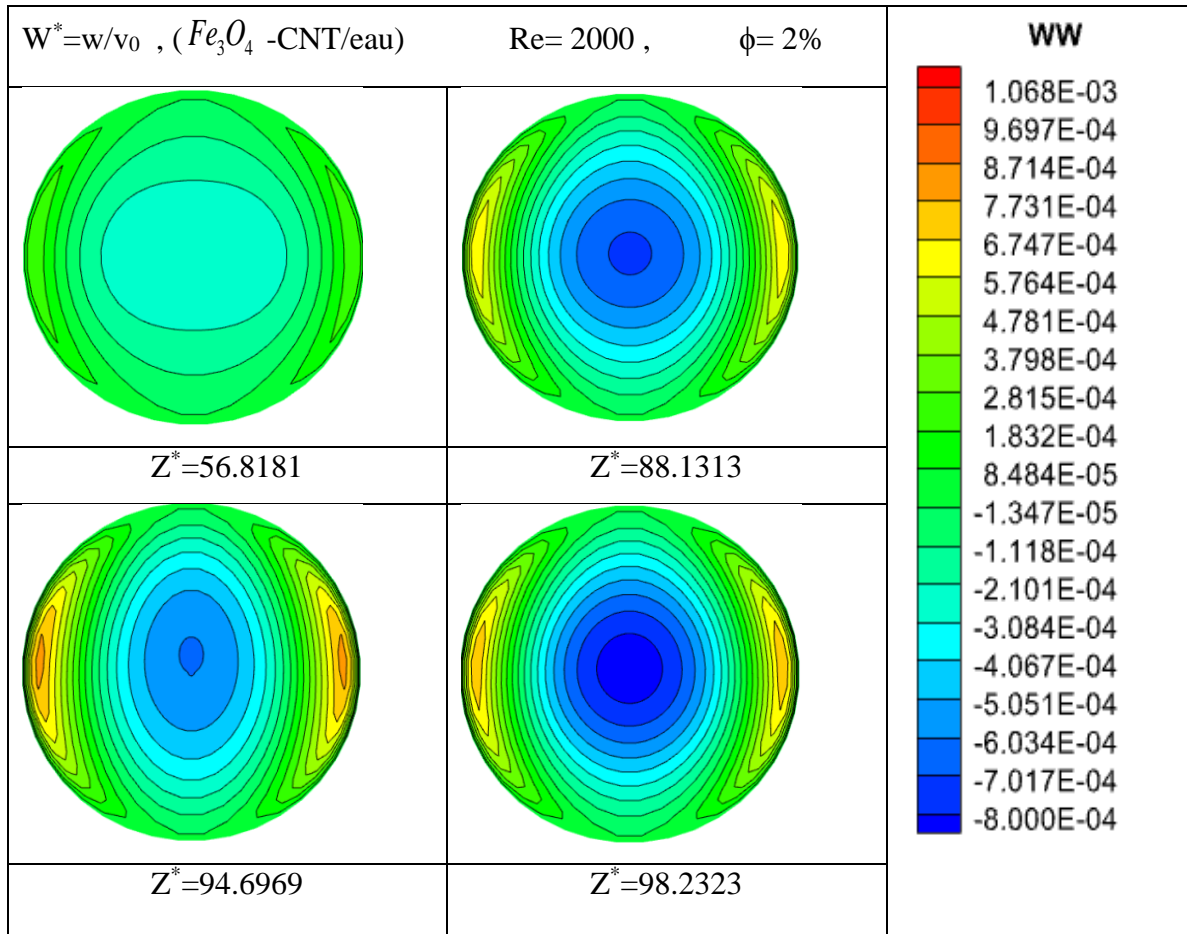 W*=w/v₀ , (Fe₃O₄ -CNT/eau) Re= 2000 , ϕ= 2%
Z*=56.8181 Z*=88.1313
Z*=94.6969 Z*=98.2323
WW
1.068E-03
9.697E-04
8.714E-04
7.731E-04
6.747E-04
5.764E-04
4.781E-04
3.798E-04
2.815E-04
1.832E-04
8.484E-05
-1.347E-05
-1.118E-04
-2.101E-04
-3.084E-04
-4.067E-04
-5.051E-04
-6.034E-04
-7.017E-04
-8.000E-04